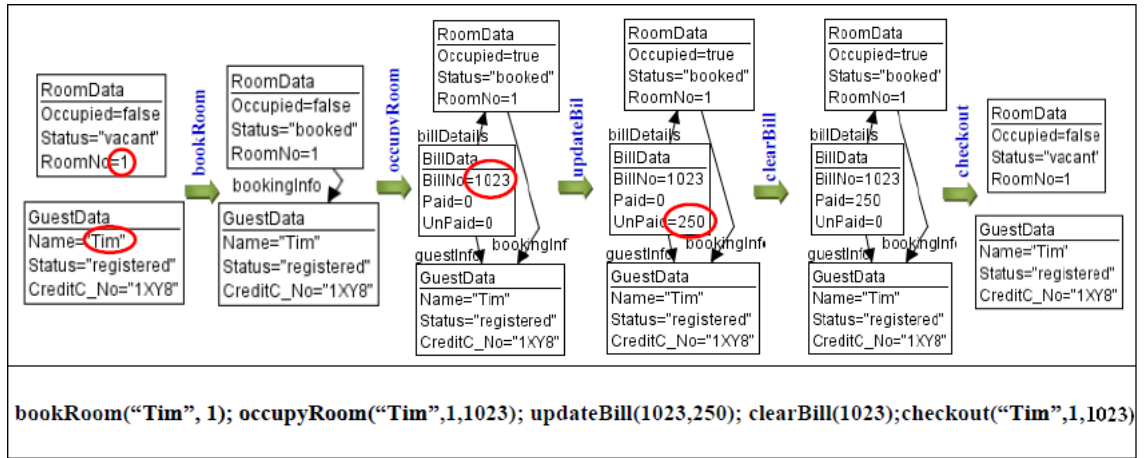 RoomData
Occupied=false
Status="vacant"
RoomNo=1
GuestData
Name="Tim"
Status="registered"
CreditC_No="1XY8"
bookRoom
RoomData
Occupied=false
Status="booked"
RoomNo=1
bookingInfo
GuestData
Name="Tim"
Status="registered"
CreditC_No="1XY8"
occupyRoom
RoomData
Occupied=true
Status="booked"
RoomNo=1
billDetails
BillData
BillNo=1023
Paid=0
UnPaid=0
bookingInf
guestInfo
GuestData
Name="Tim"
Status="registered"
CreditC_No="1XY8"
updateBil
RoomData
Occupied=true
Status="booked"
RoomNo=1
billDetails
BillData
BillNo=1023
Paid=0
UnPaid=250
bookingInf
guestInfo
GuestData
Name="Tim"
Status="registered"
CreditC_No="1XY8"
clearBill
RoomData
Occupied=true
Status="booked"
RoomNo=1
billDetails
BillData
BillNo=1023
Paid=250
UnPaid=0
bookingInf
guestInfo
GuestData
Name="Tim"
Status="registered"
CreditC_No="1XY8"
checkout
RoomData
Occupied=false
Status="vacant"
RoomNo=1
GuestData
Name="Tim"
Status="registered"
CreditC_No="1XY8"
bookRoom(“Tim”, 1); occupyRoom(“Tim”,1,1023); updateBill(1023,250); clearBill(1023);checkout(“Tim”,1,1023)